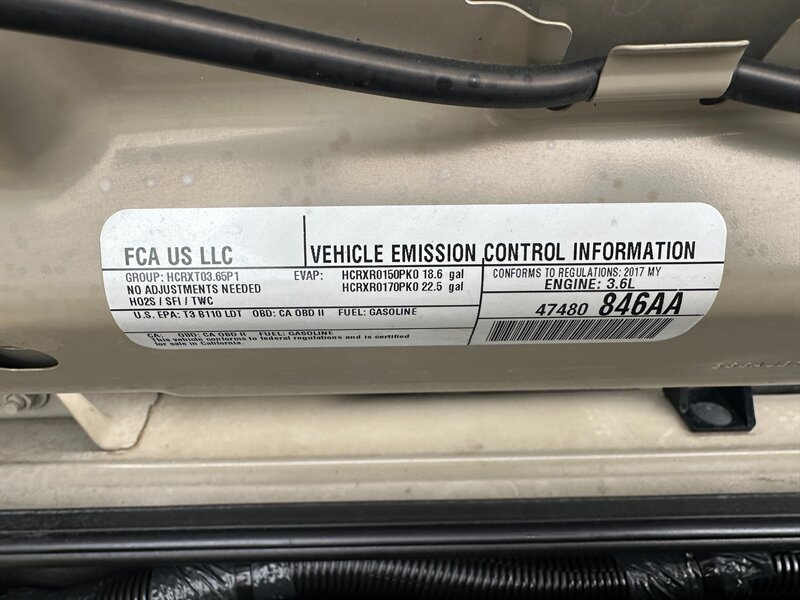 FCA US LLC
VEHICLE EMISSION CONTROL INFORMATION
GROUP: HCRXT03.65P1
NO ADJUSTMENTS NEEDED
HO2S / SFI / TWC
EVAP: HCRXR0150PK0 18.6 gal
HCRXR0170PK0 22.5 gal
CONFORMS TO REGULATIONS: 2017 MY
ENGINE: 3.6L
U.S. EPA: T3 B110 LDT OBD: CA OBD II FUEL: GASOLINE
47480 846AA
CA: OBD: CA OBD II FUEL: GASOLINE
This vehicle conforms to federal regulations and is certified
for sale in California.